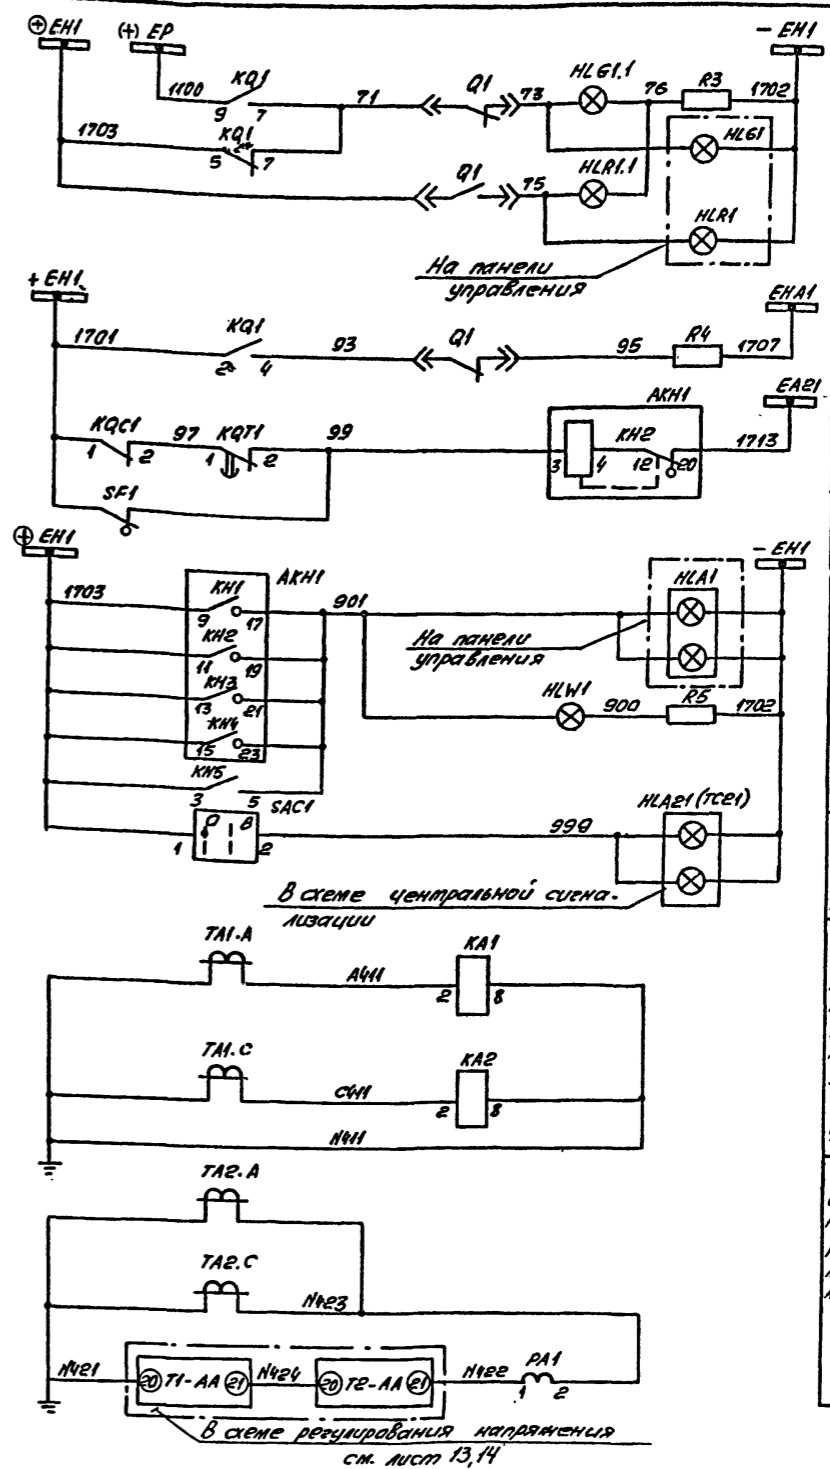 ⊕ EH1 (+) EP - EH1
1100 KQ1 9 7 71 Q1 73 HLG1.1 76 R3 1702
1703 KQ1 5 7 HLG1
Q1 75 HLR1.1
HLR1
На панели
управления
+ EH1 EHA1
1701 KQ1 2 4 93 Q1 95 R4 1707
EA21
AKH1
KQC1 1 2 97 KQT1 1 2 99 3 4 KH2 12 20 1713
SF1
⊕ EH1 - EH1
1703 KH1 9 17 AKH1 901 HLA1
KH2 11 19
На панели
управления
KH3 13 21 HLW1 900 R5 1702
KH4 15 23
KH5 3 5
SAC1 HLA21 (TC21)
1 0 B 2 999
В схеме центральной сигна-
лизации
TA1.A A411 KA1 2 8
TA1.C C411 KA2 2 8
N411
TA2.A
TA2.C N423
N421 20 T1-AA 21 N424 20 T2-AA 21 N422 PA1 1 2
В схеме регулирования напряжения
см. лист 13,14